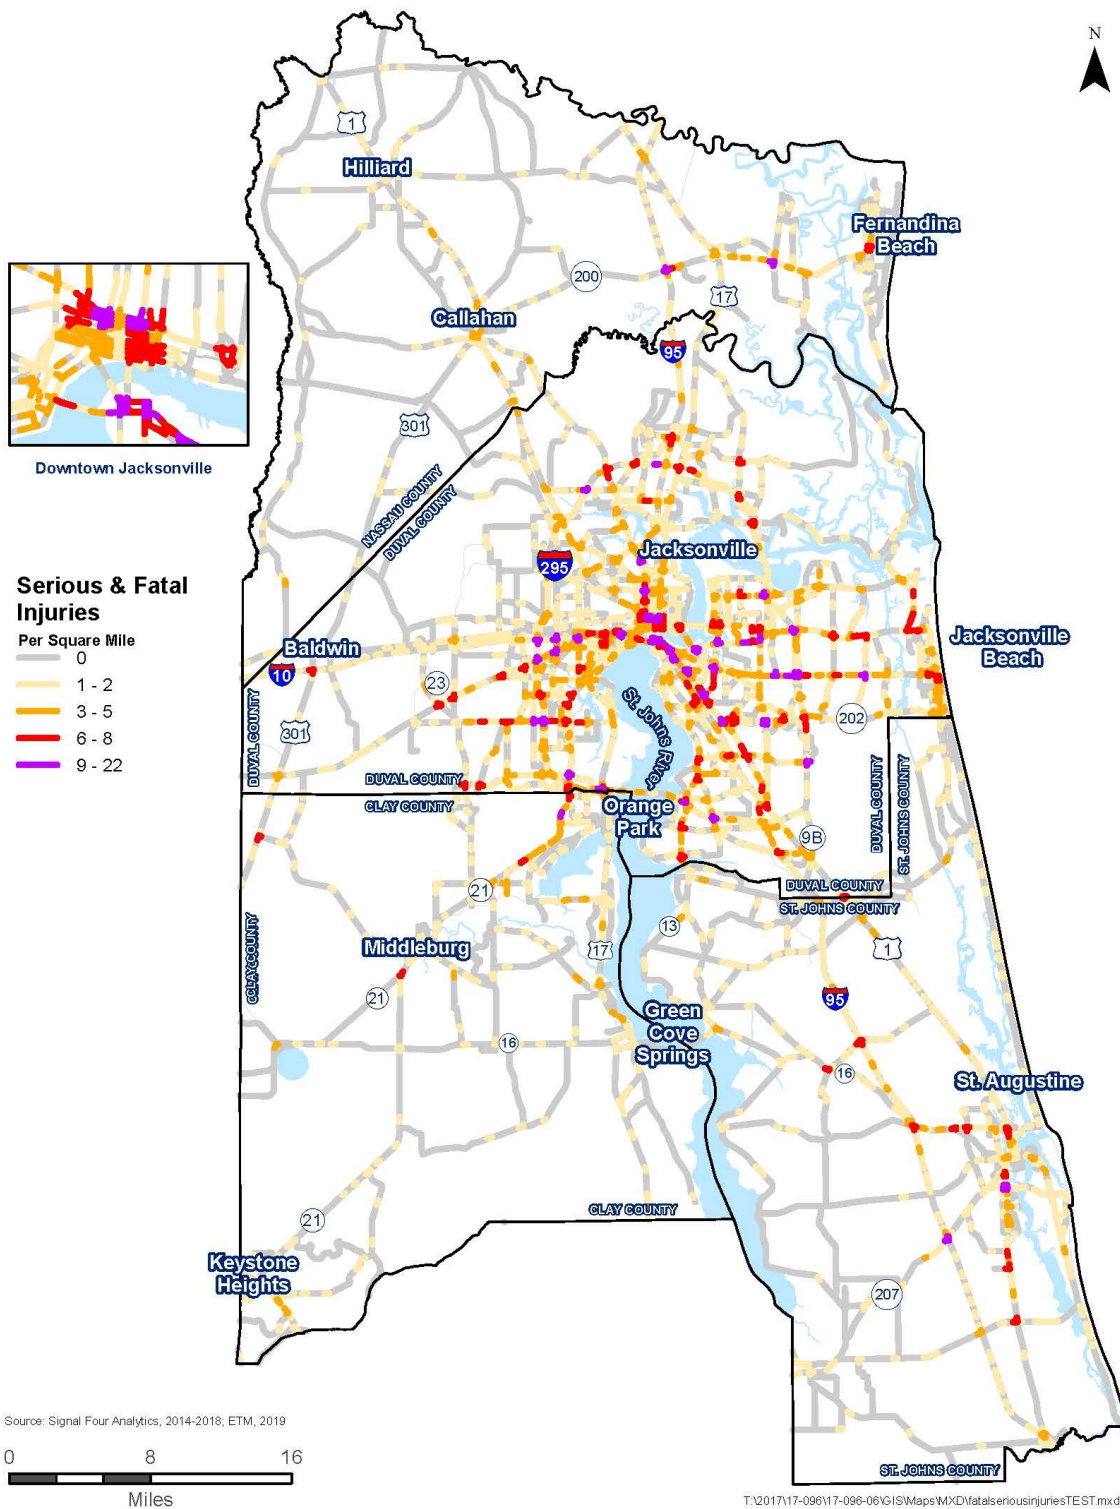 N
1
Hilliard
Fernandina
Beach
200
17
Callahan
95
301
Downtown Jacksonville
NASSAU COUNTY
DUVAL COUNTY
Jacksonville
295
Serious & Fatal
Injuries
Per Square Mile
0
1 - 2
3 - 5
6 - 8
9 - 22
Baldwin
10
23
Jacksonville
Beach
St. Johns River
202
301
DUVAL COUNTY
DUVAL COUNTY
CLAY COUNTY
Orange
Park
9B
DUVAL COUNTY
ST. JOHNS COUNTY
21
DUVAL COUNTY
ST. JOHNS COUNTY
13
17
1
Middleburg
CLAY COUNTY
21
95
Green
Cove
Springs
16
16
St. Augustine
CLAY COUNTY
21
Keystone
Heights
207
Source: Signal Four Analytics, 2014-2018; ETM, 2019
0 8 16
Miles
ST. JOHNS COUNTY
T:\2017\17-096\17-096-06\GIS\Maps\MXD\fatalseriousinjuriesTEST.mxd